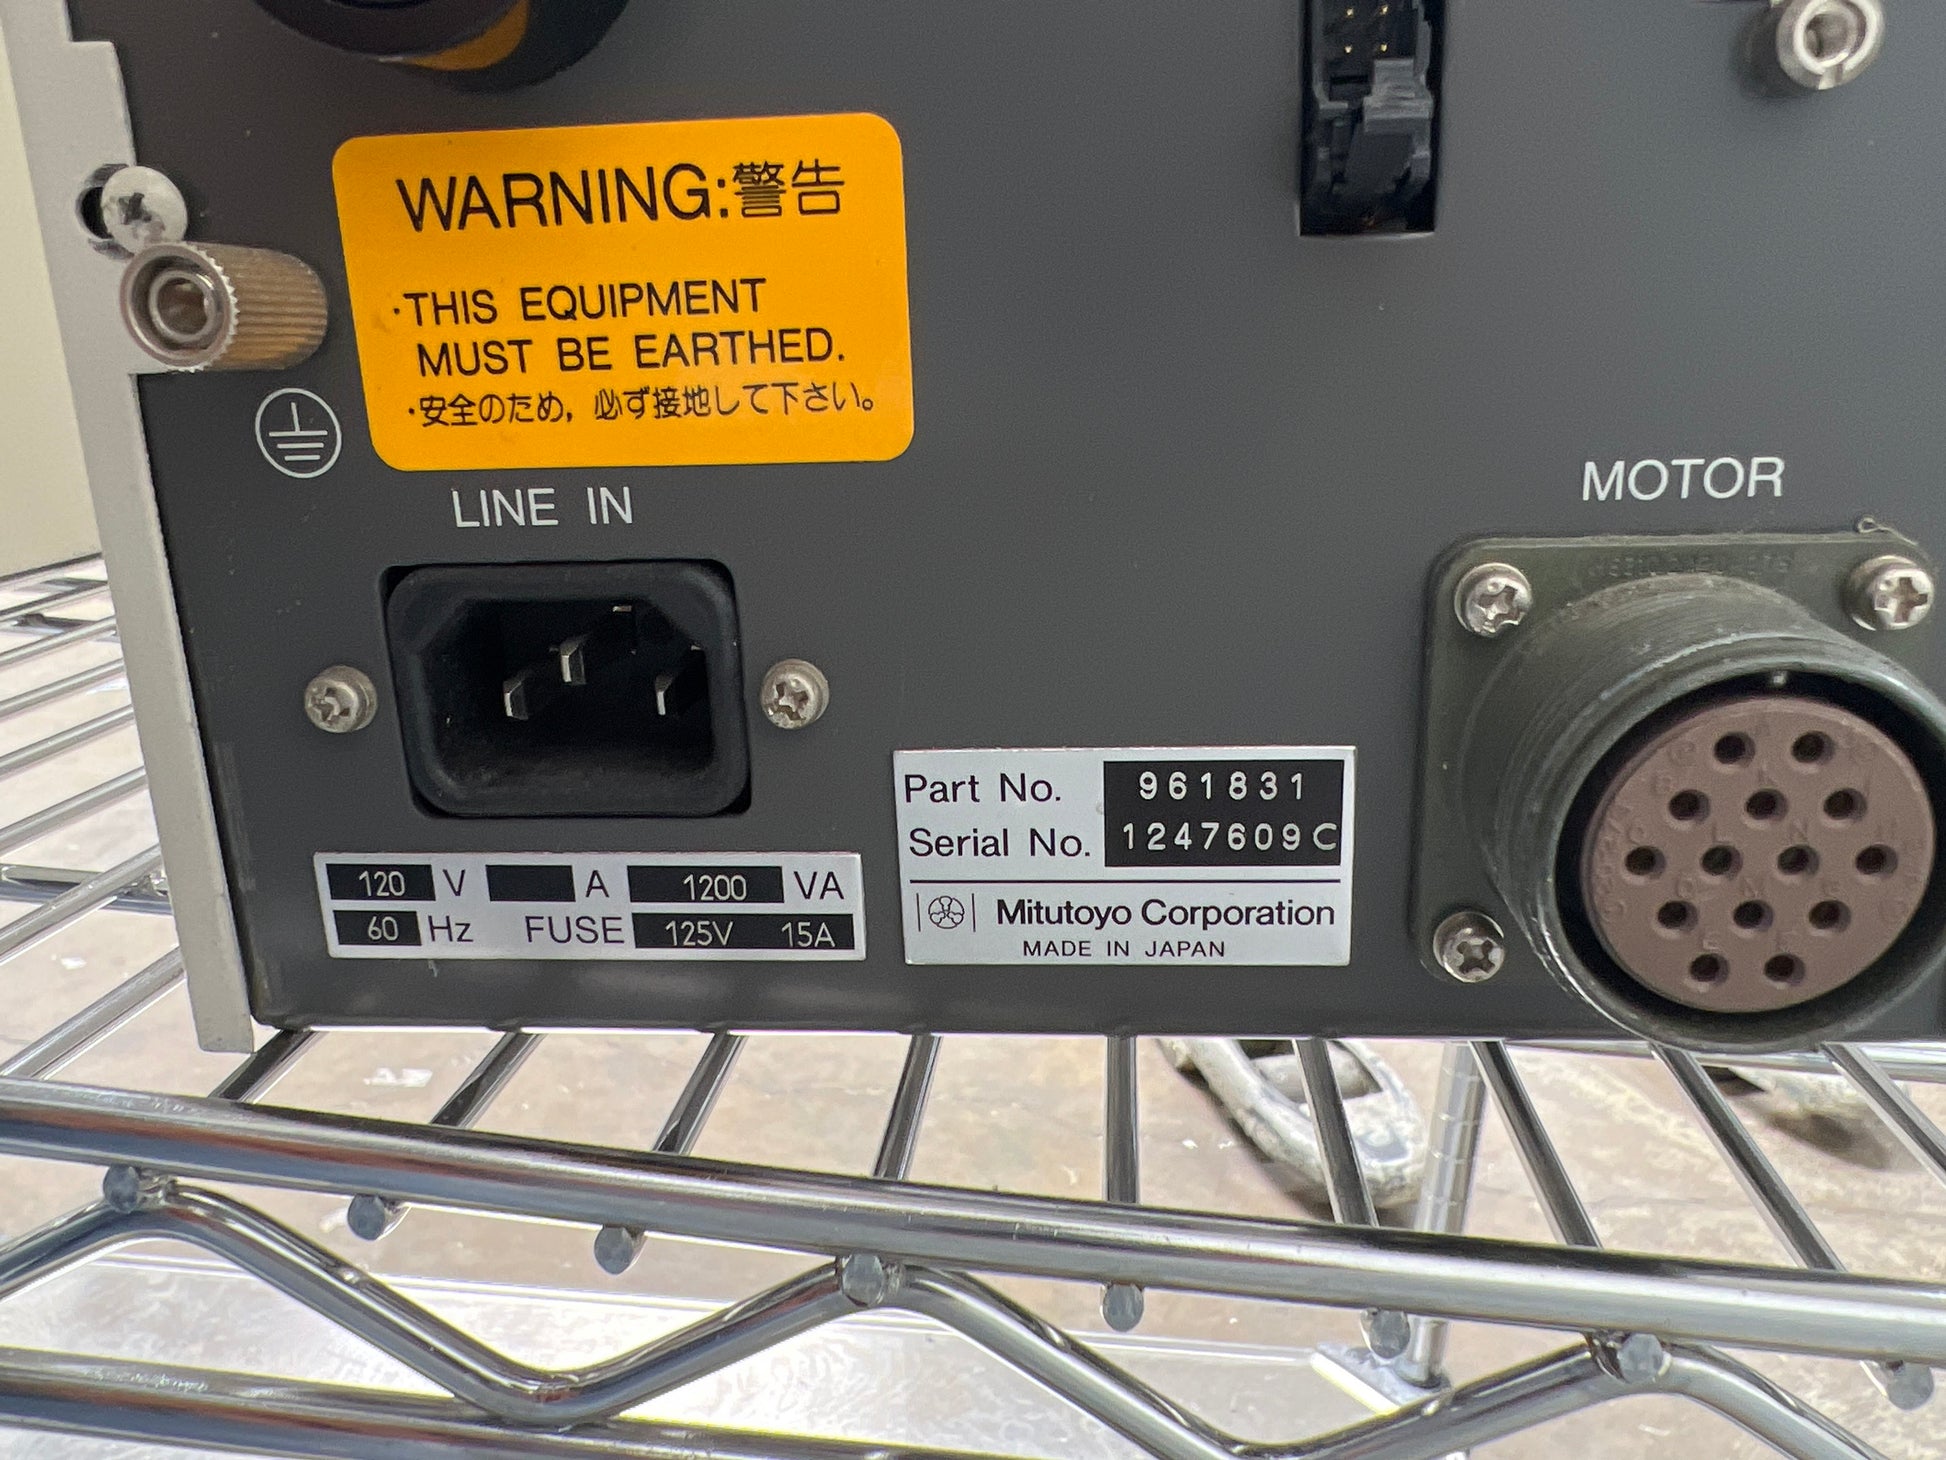 WARNING:警告
·THIS EQUIPMENT
MUST BE EARTHED.
·安全のため，必ず接地して下さい。
LINE IN
MOTOR
120 V A 1200 VA
60 Hz FUSE 125V 15A
Part No. 961831
Serial No. 1247609C
Mitutoyo Corporation
MADE IN JAPAN